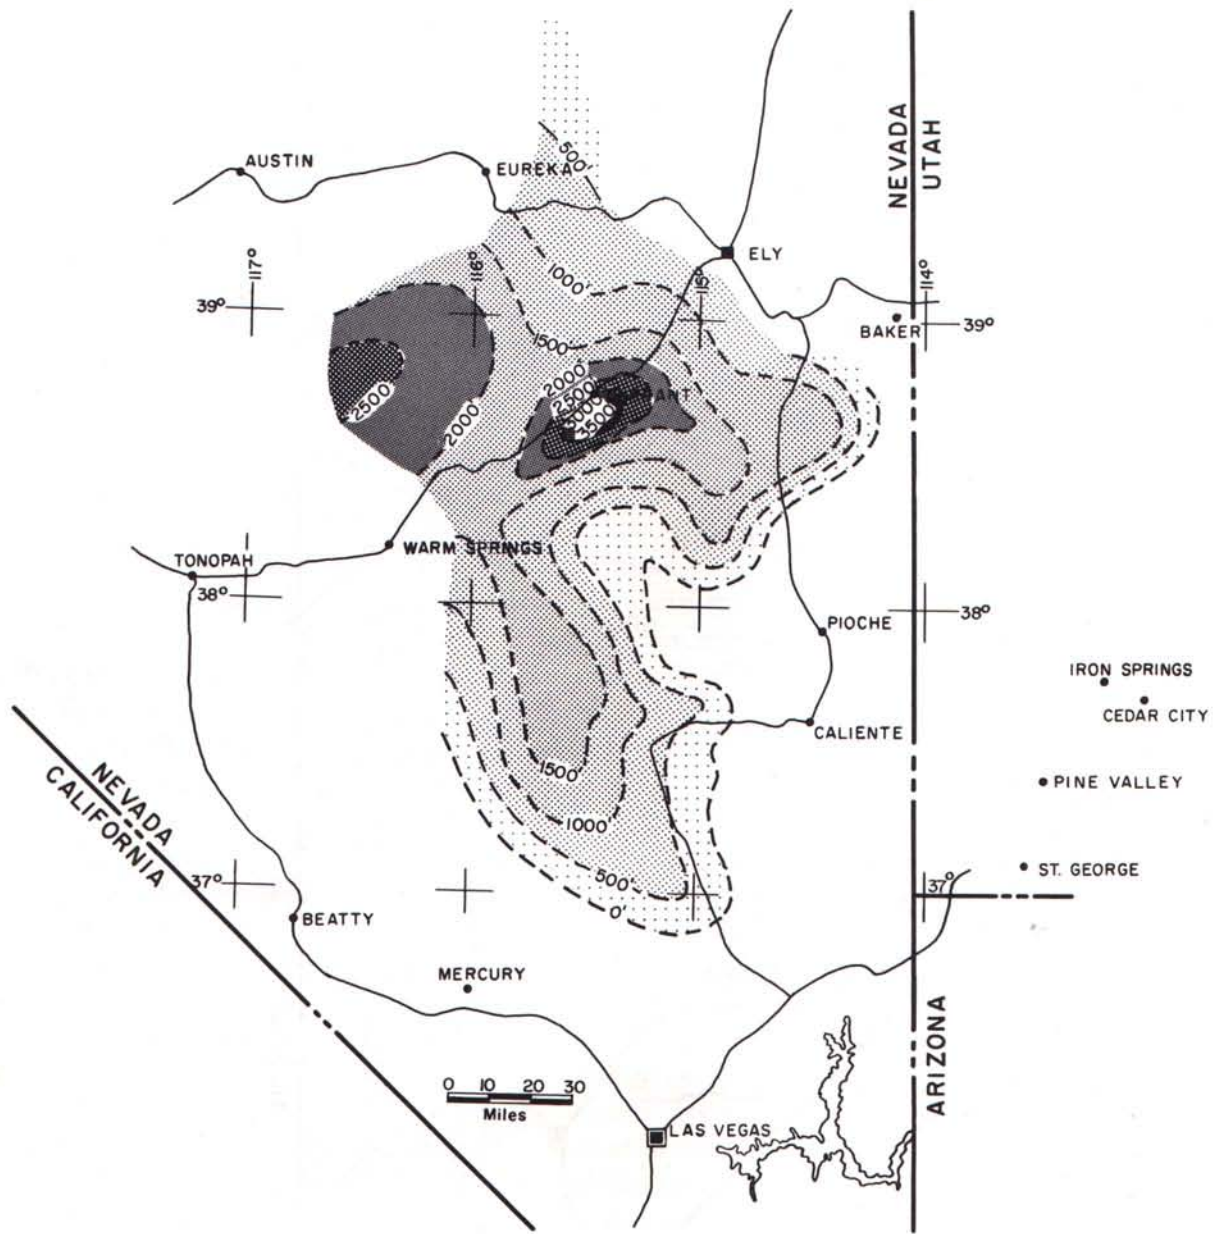 NEVADA
UTAH
500'
AUSTIN
EUREKA
ELY
117°
116°
115°
114°
1000'
39°
BAKER
39°
1500'
2000'
2500
2500
2000
3500
TONOPAH
WARM SPRINGS
38°
38°
PIOCHE
IRON SPRINGS
CEDAR CITY
CALIENTE
NEVADA
CALIFORNIA
1500
PINE VALLEY
1000'
500'
0'
37°
37°
ST. GEORGE
BEATTY
MERCURY
ARIZONA
0 10 20 30
Miles
LAS VEGAS